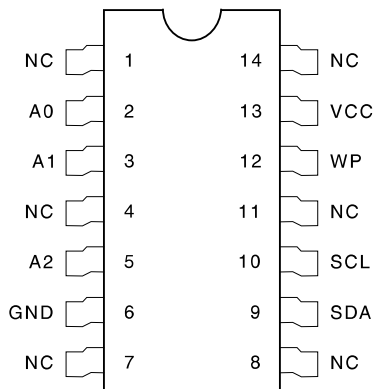 NC 1 14 NC
A0 2 13 VCC
A1 3 12 WP
NC 4 11 NC
A2 5 10 SCL
GND 6 9 SDA
NC 7 8 NC